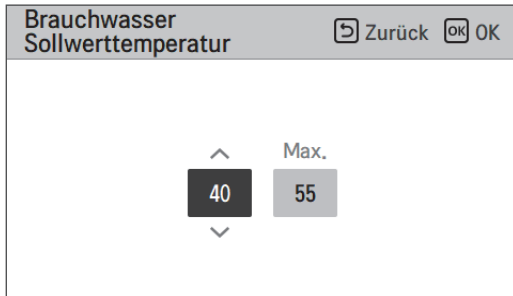 Brauchwasser
Sollwerttemperatur
Zurück OK OK
Max.
40 55